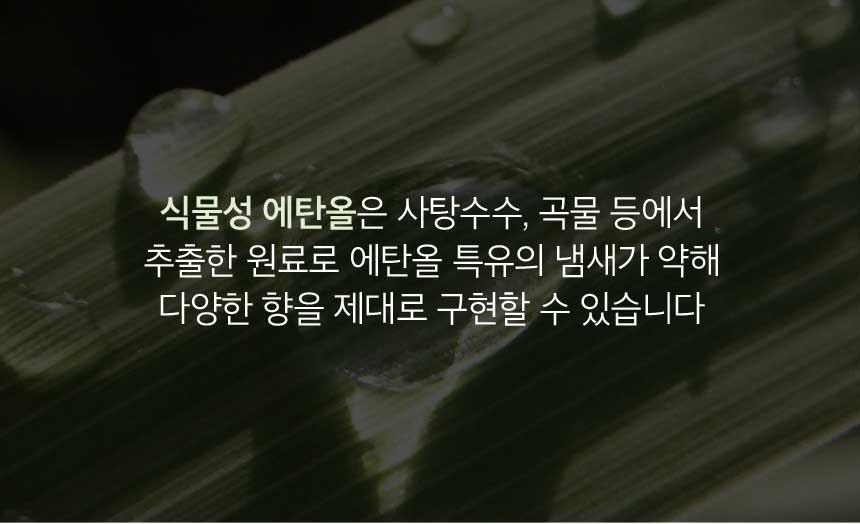 식물성 에탄올은 사탕수수, 곡물 등에서
추출한 원료로 에탄올 특유의 냄새가 약해
다양한 향을 제대로 구현할 수 있습니다